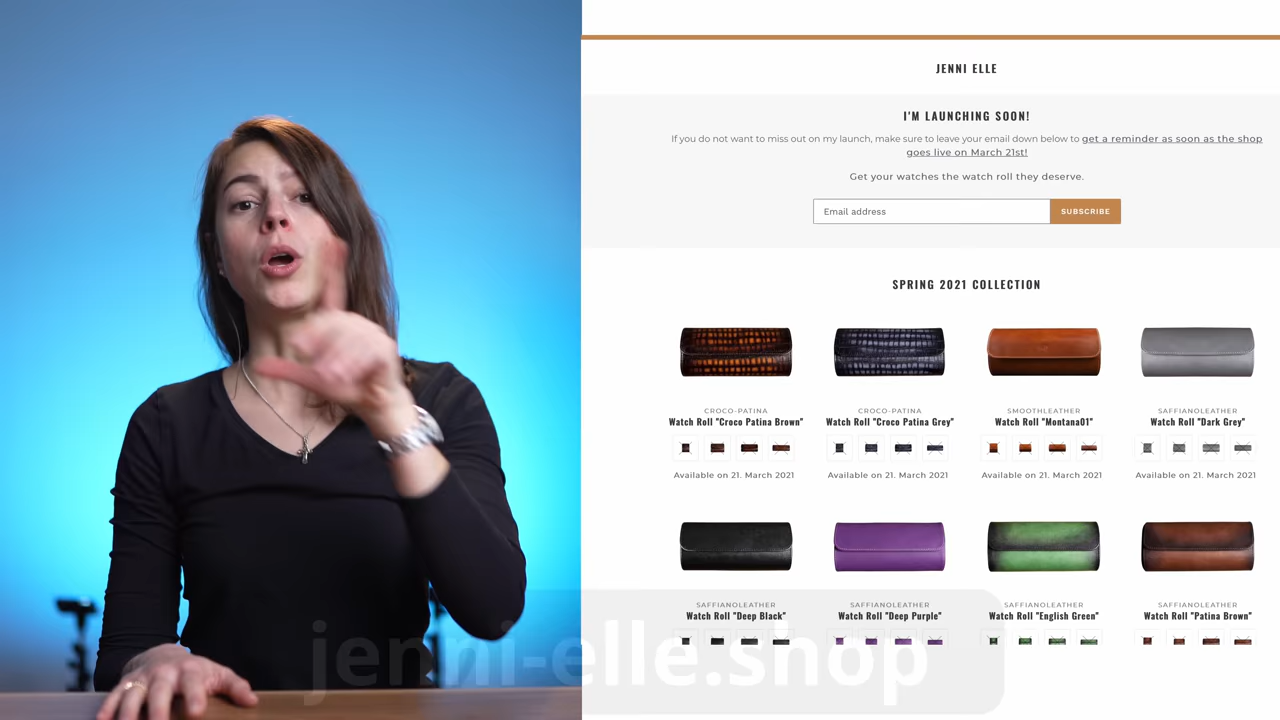 JENNI ELLE
I'M LAUNCHING SOON!
If you do not want to miss out on my launch, make sure to leave your email down below to get a reminder as soon as the shop
goes live on March 21st!
Get your watches the watch roll they deserve.
Email address
SUBSCRIBE
SPRING 2021 COLLECTION
CROCO-PATINA
Watch Roll "Croco Patina Brown"
Available on 21. March 2021
CROCO-PATINA
Watch Roll "Croco Patina Grey"
Available on 21. March 2021
SMOOTHLEATHER
Watch Roll "Montana01"
Available on 21. March 2021
SAFFIANOLEATHER
Watch Roll "Dark Grey"
Available on 21. March 2021
SAFFIANOLEATHER
Watch Roll "Deep Black"
SAFFIANOLEATHER
Watch Roll "Deep Purple"
SAFFIANOLEATHER
Watch Roll "English Green"
SAFFIANOLEATHER
Watch Roll "Patina Brown"
jenni-elle.shop